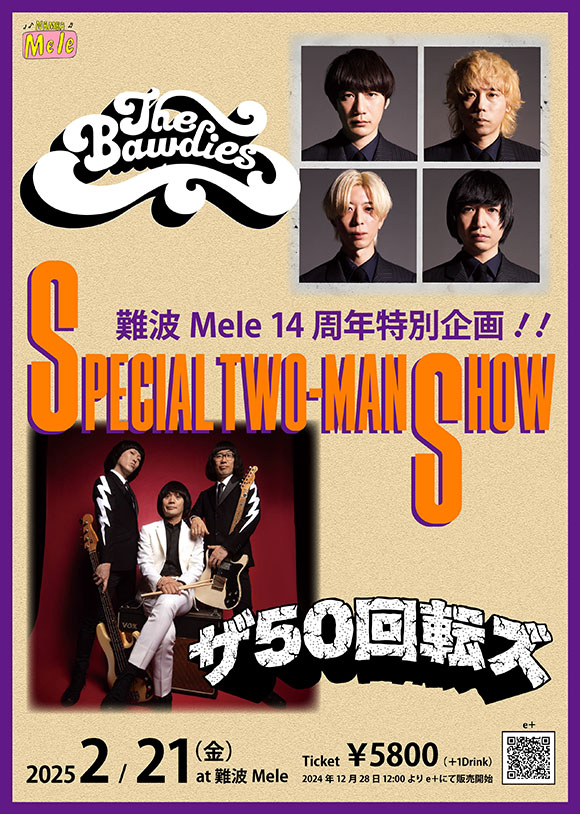 NAMBA
Mele
The
Bawdies
難波 Mele 14 周年特別企画！！
SPECIAL TWO-MAN SHOW
VOX
ザ50回転ズ
2025 2 / 21 (金)
at 難波 Mele
Ticket ￥5800 (+1Drink)
2024 年 12 月 28 日 12:00 より e+にて販売開始
e+